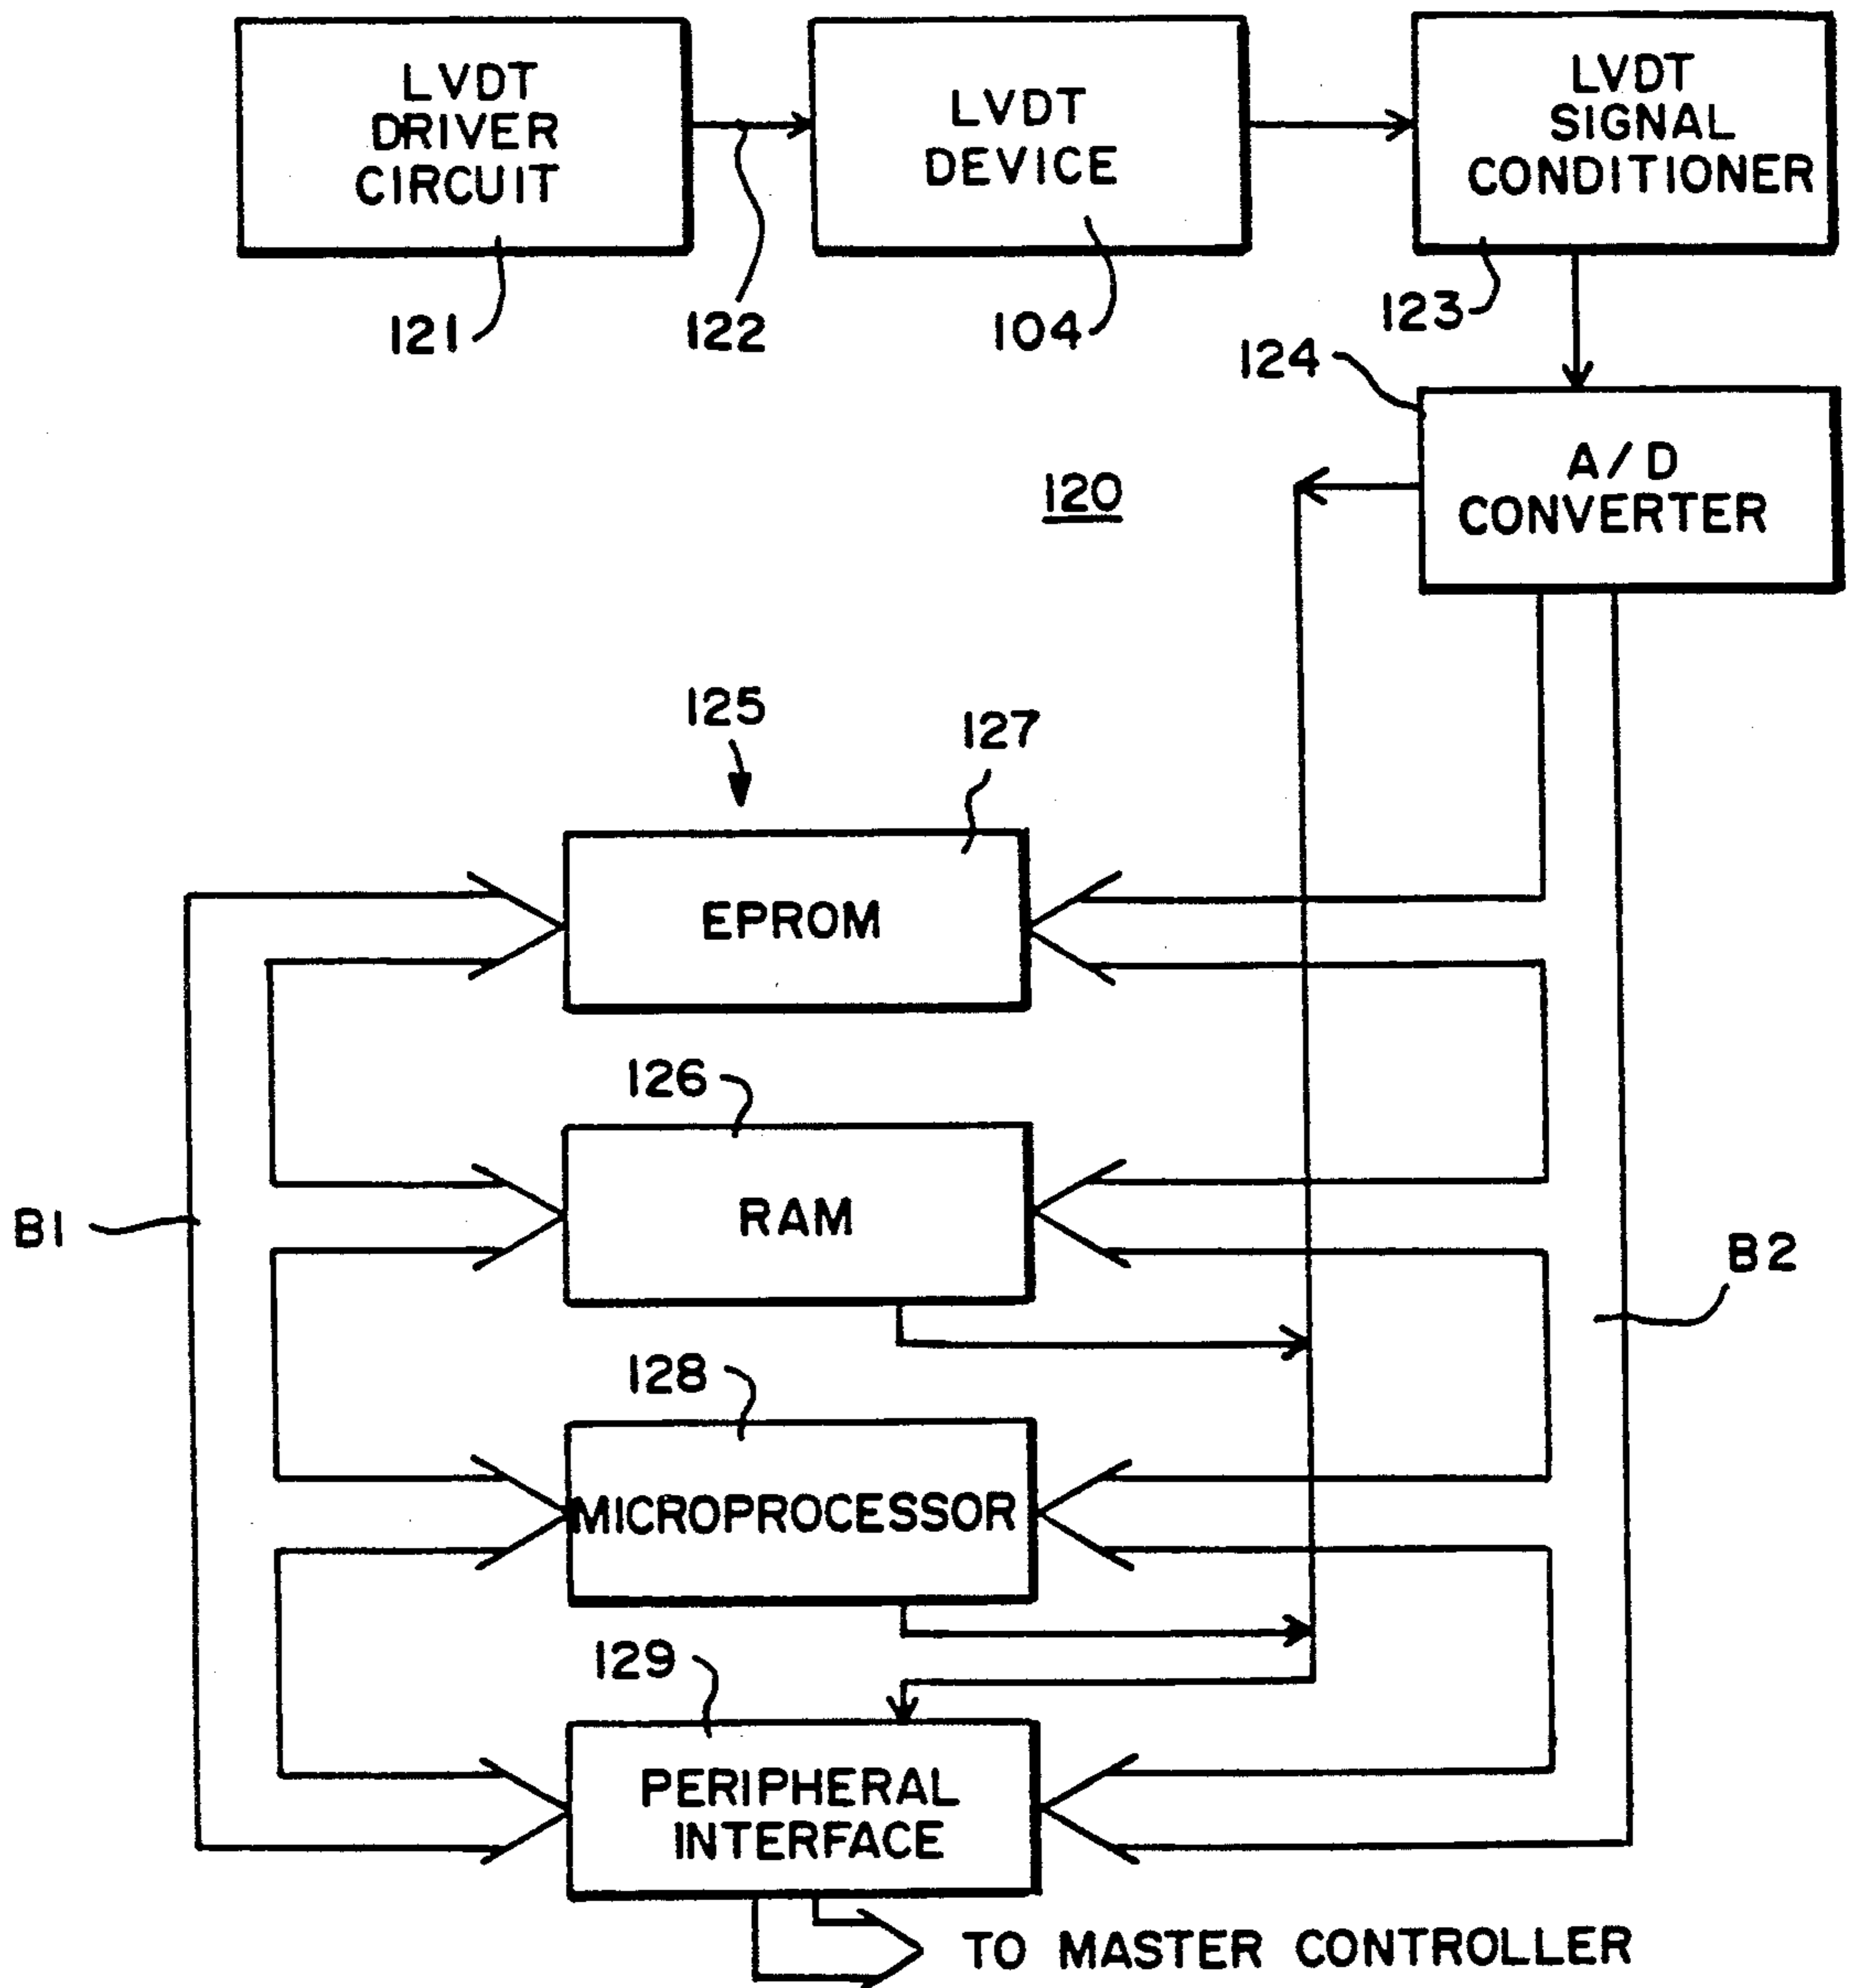 LVDT
DRIVER
CIRCUIT
LVDT
DEVICE
LVDT
SIGNAL
CONDITIONER
121
122
104
123
124
A/D
CONVERTER
120
125
127
EPROM
126
RAM
B1
B2
128
MICROPROCESSOR
129
PERIPHERAL
INTERFACE
TO MASTER CONTROLLER